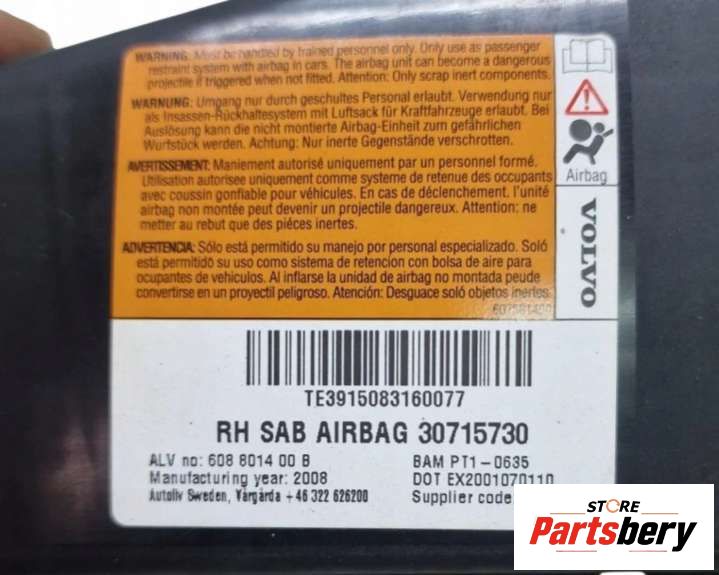 WARNING: Must be handled by trained personnel only. Only use as passenger
restraint system with airbag in cars. The airbag unit can become a dangerous
projectile if triggered when not fitted. Attention: Only scrap inert components.
WARNUNG: Umgang nur durch geschultes Personal erlaubt. Verwendung nur
als Insassen-Rückhaltesystem mit Luftsack für Kraftfahrzeuge erlaubt. Bei
Auslösung kann die nicht montierte Airbag-Einheit zum gefährlichen
Wurfstück werden. Achtung: Nur inerte Gegenstände verschrotten.
AVERTISSEMENT: Maniement autorisé uniquement par un personnel formé.
Utilisation autorisee uniquement comme systeme de retenue des occupants
avec coussin gonfiable pour véhicules. En cas de déclenchement. l'unité
airbag non montée peut devenir un projectile dangereux. Attention: ne
metter au rebut que des piéces inertes.
ADVERTENCIA: Sólo está permitido su manejo por personal especializado. Soló
está permitido su uso como sistema de retencion con bolsa de aire para
ocupantes de vehículos. Al inflarse la unidad de airbag no montada peude
convertirse en un proyectil peligroso. Atención: Desguace soló objetos inertes.
Airbag
VOLVO
TE3915083160077
RH SAB AIRBAG 30715730
ALV no: 608 8014 00 B
BAM PT1-0635
Manufacturing year: 2008
DOT EX2001070110
Autoliv Sweden, Vårgårda +46 322 626200
Supplier code
STORE
Partsbery